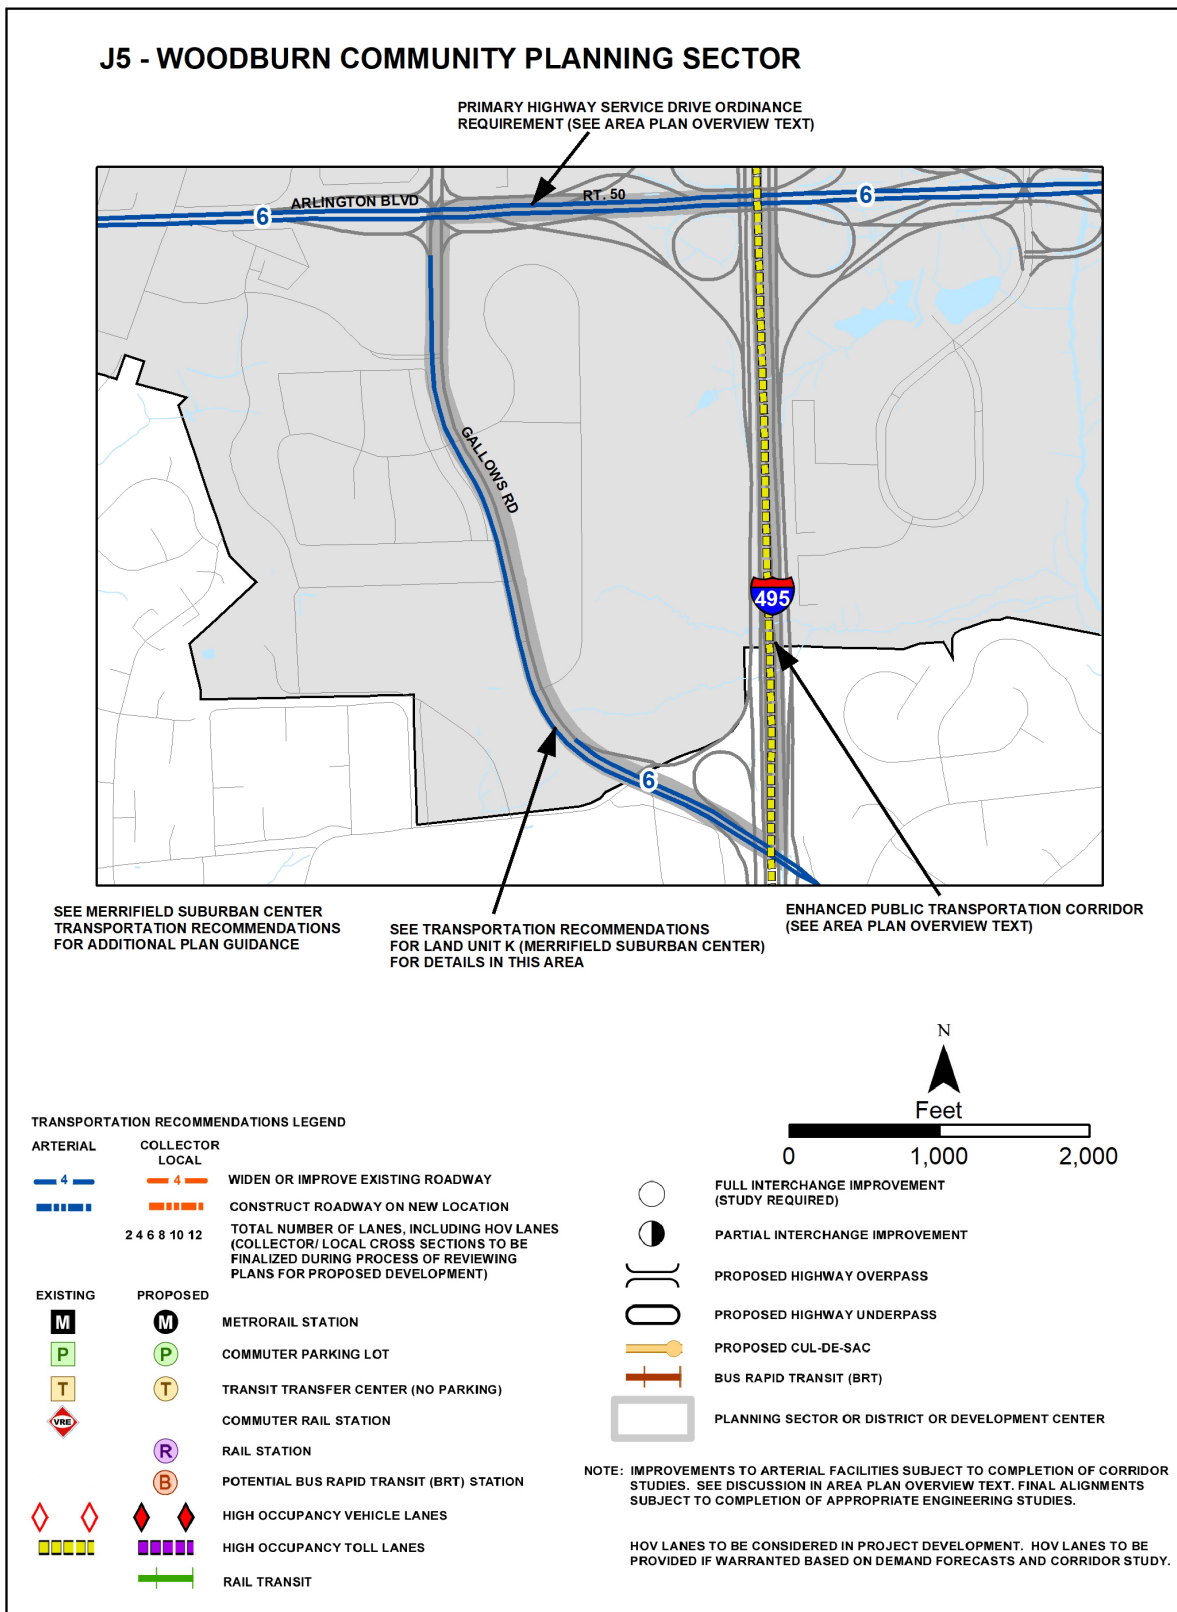 J5 - WOODBURN COMMUNITY PLANNING SECTOR
PRIMARY HIGHWAY SERVICE DRIVE ORDINANCE
REQUIREMENT (SEE AREA PLAN OVERVIEW TEXT)
ARLINGTON BLVD
RT. 50
6
6
GALLOWS RD
495
6
SEE MERRIFIELD SUBURBAN CENTER
TRANSPORTATION RECOMMENDATIONS
FOR ADDITIONAL PLAN GUIDANCE
SEE TRANSPORTATION RECOMMENDATIONS
FOR LAND UNIT K (MERRIFIELD SUBURBAN CENTER)
FOR DETAILS IN THIS AREA
ENHANCED PUBLIC TRANSPORTATION CORRIDOR
(SEE AREA PLAN OVERVIEW TEXT)
N
Feet
0 1,000 2,000
TRANSPORTATION RECOMMENDATIONS LEGEND
ARTERIAL COLLECTOR
LOCAL
4 4 WIDEN OR IMPROVE EXISTING ROADWAY
CONSTRUCT ROADWAY ON NEW LOCATION
2 4 6 8 10 12 TOTAL NUMBER OF LANES, INCLUDING HOV LANES
(COLLECTOR/ LOCAL CROSS SECTIONS TO BE
FINALIZED DURING PROCESS OF REVIEWING
PLANS FOR PROPOSED DEVELOPMENT)
EXISTING PROPOSED
M M METRORAIL STATION
P P COMMUTER PARKING LOT
T T TRANSIT TRANSFER CENTER (NO PARKING)
VRE COMMUTER RAIL STATION
R RAIL STATION
B POTENTIAL BUS RAPID TRANSIT (BRT) STATION
HIGH OCCUPANCY VEHICLE LANES
HIGH OCCUPANCY TOLL LANES
RAIL TRANSIT
FULL INTERCHANGE IMPROVEMENT
(STUDY REQUIRED)
PARTIAL INTERCHANGE IMPROVEMENT
PROPOSED HIGHWAY OVERPASS
PROPOSED HIGHWAY UNDERPASS
PROPOSED CUL-DE-SAC
BUS RAPID TRANSIT (BRT)
PLANNING SECTOR OR DISTRICT OR DEVELOPMENT CENTER
NOTE: IMPROVEMENTS TO ARTERIAL FACILITIES SUBJECT TO COMPLETION OF CORRIDOR
STUDIES. SEE DISCUSSION IN AREA PLAN OVERVIEW TEXT. FINAL ALIGNMENTS
SUBJECT TO COMPLETION OF APPROPRIATE ENGINEERING STUDIES.
HOV LANES TO BE CONSIDERED IN PROJECT DEVELOPMENT. HOV LANES TO BE
PROVIDED IF WARRANTED BASED ON DEMAND FORECASTS AND CORRIDOR STUDY.